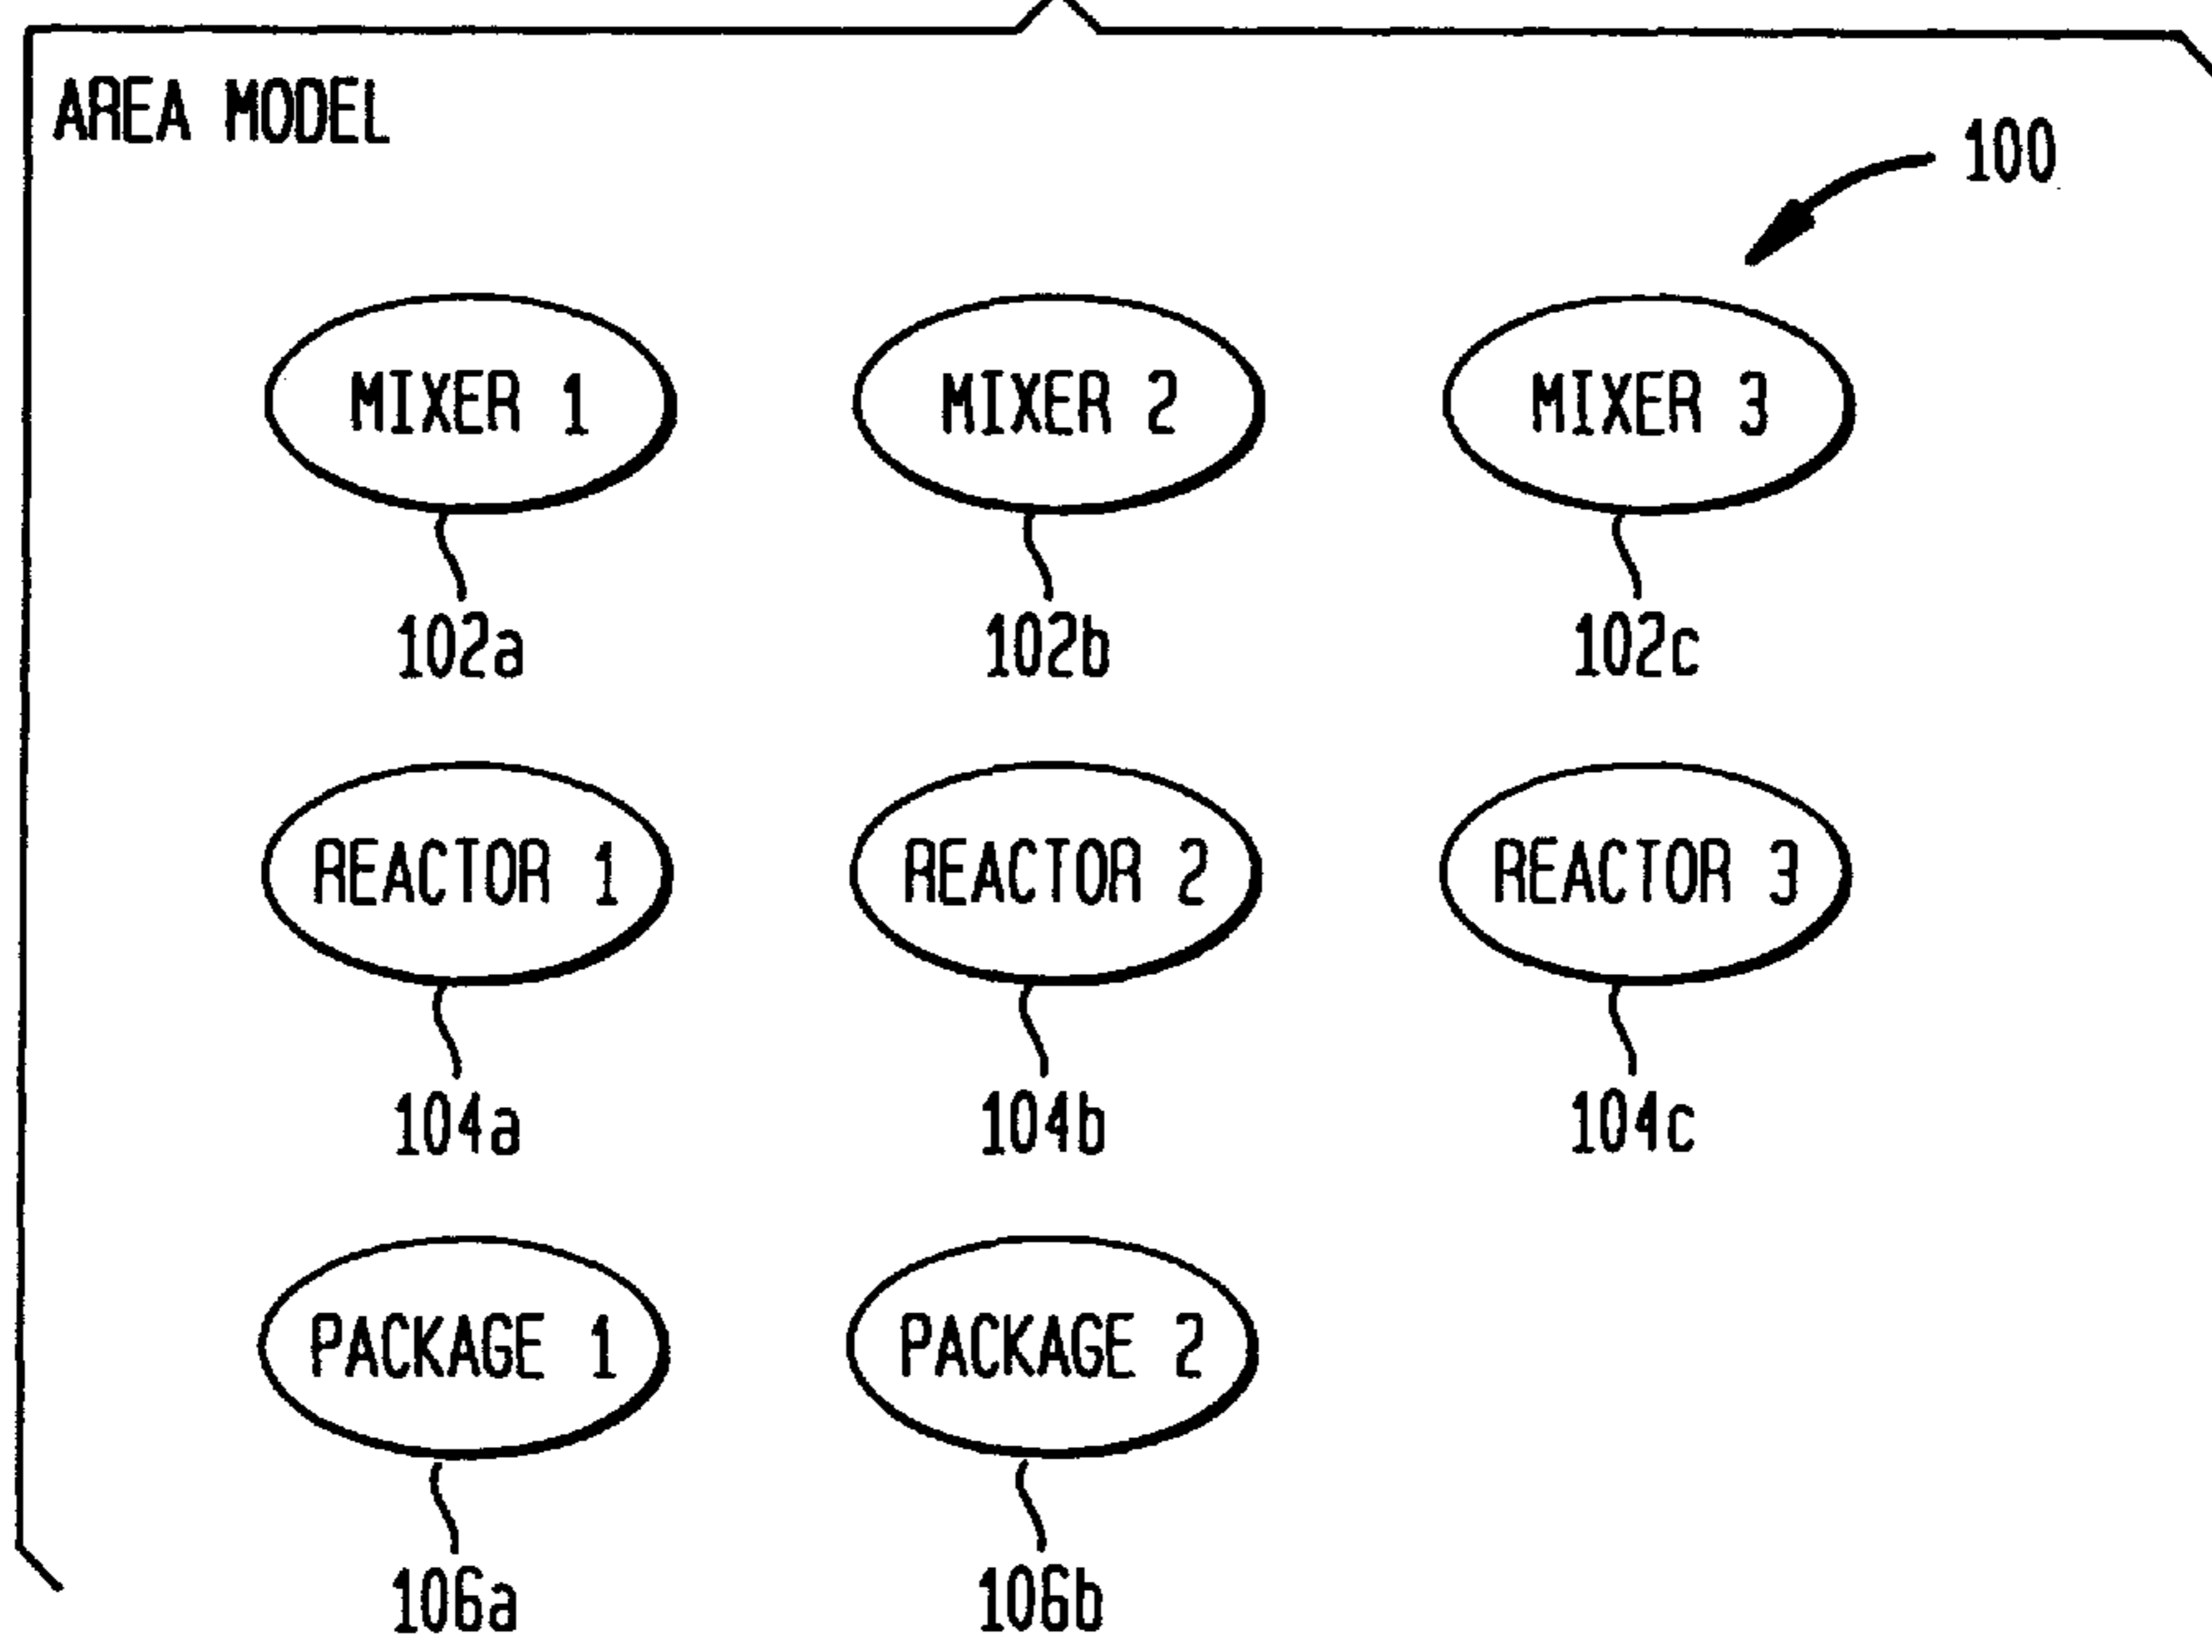 AREA MODEL
100
MIXER 1
MIXER 2
MIXER 3
102a
102b
102c
REACTOR 1
REACTOR 2
REACTOR 3
104a
104b
104c
PACKAGE 1
PACKAGE 2
106a
106b